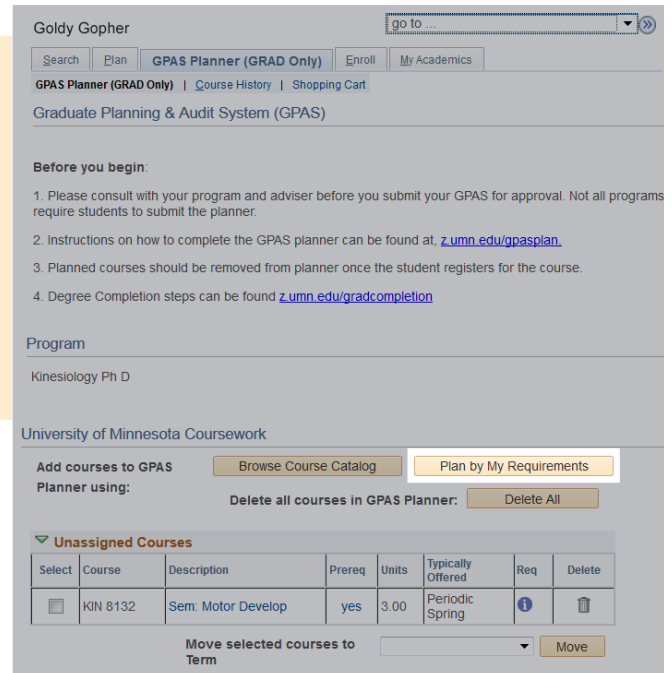 Goldy Gopher
go to ...
Search Plan GPAS Planner (GRAD Only) Enroll My Academics
GPAS Planner (GRAD Only) | Course History | Shopping Cart
Graduate Planning & Audit System (GPAS)
Before you begin:
1. Please consult with your program and adviser before you submit your GPAS for approval. Not all programs
require students to submit the planner.
2. Instructions on how to complete the GPAS planner can be found at, z.umn.edu/gpasplan.
3. Planned courses should be removed from planner once the student registers for the course.
4. Degree Completion steps can be found z.umn.edu/gradcompletion
Program
Kinesiology Ph D
University of Minnesota Coursework
Add courses to GPAS Browse Course Catalog Plan by My Requirements
Planner using:
Delete all courses in GPAS Planner: Delete All
Unassigned Courses
Select Course Description Prereq Units Typically Offered Req Delete
KIN 8132 Sem: Motor Develop yes 3.00 Periodic Spring
Move selected courses to Move
Term